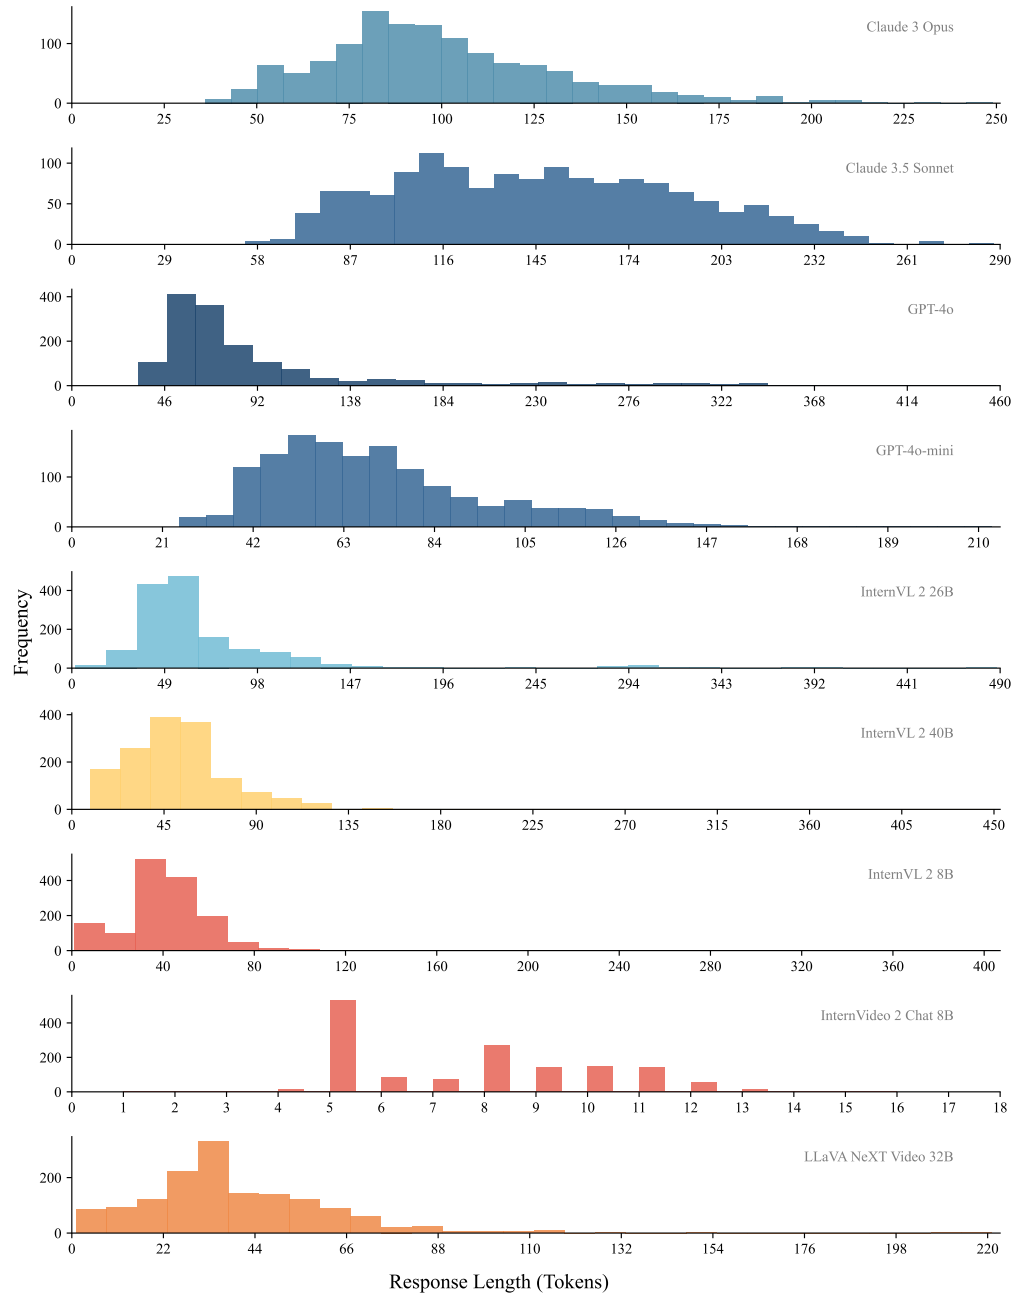 Claude 3 Opus
100
0
0 25 50 75 100 125 150 175 200 225 250
Claude 3.5 Sonnet
100
50
0
0 29 58 87 116 145 174 203 232 261 290
GPT-4o
400
200
0
0 46 92 138 184 230 276 322 368 414 460
GPT-4o-mini
100
0
0 21 42 63 84 105 126 147 168 189 210
Frequency
InternVL 2 26B
400
200
0
0 49 98 147 196 245 294 343 392 441 490
InternVL 2 40B
400
200
0
0 45 90 135 180 225 270 315 360 405 450
InternVL 2 8B
400
200
0
0 40 80 120 160 200 240 280 320 360 400
InternVideo 2 Chat 8B
400
200
0
0 1 2 3 4 5 6 7 8 9 10 11 12 13 14 15 16 17 18
LLaVA NeXT Video 32B
200
0
0 22 44 66 88 110 132 154 176 198 220
Response Length (Tokens)